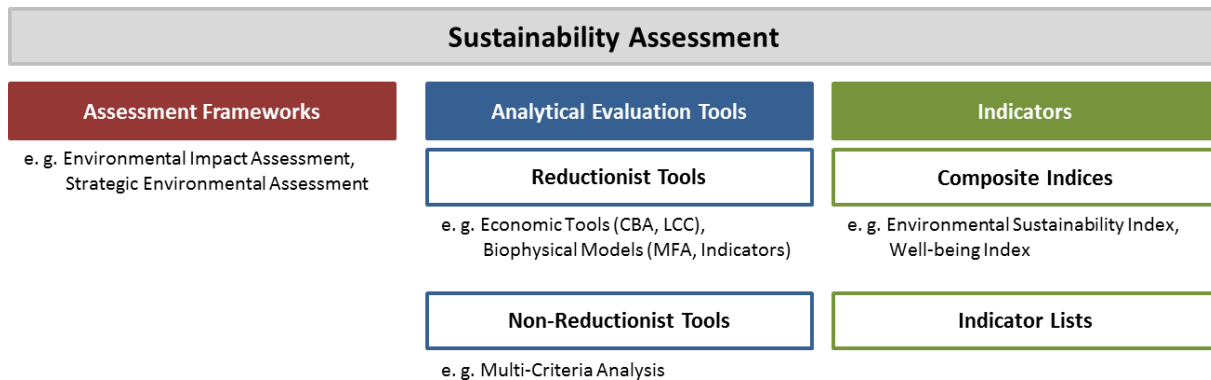 Sustainability Assessment
Assessment Frameworks
e. g. Environmental Impact Assessment,
Strategic Environmental Assessment
Analytical Evaluation Tools
Reductionist Tools
e. g. Economic Tools (CBA, LCC),
Biophysical Models (MFA, Indicators)
Non-Reductionist Tools
e. g. Multi-Criteria Analysis
Indicators
Composite Indices
e. g. Environmental Sustainability Index,
Well-being Index
Indicator Lists